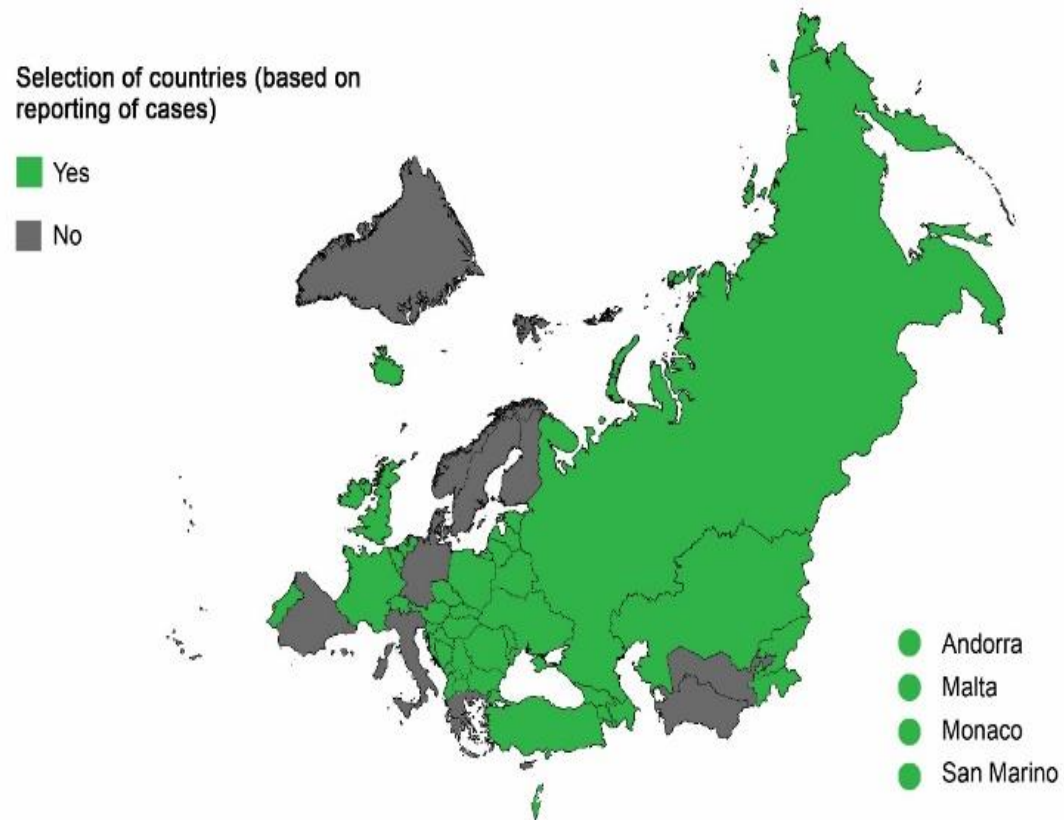 Selection of countries (based on
reporting of cases)
Yes
No
Andorra
Malta
Monaco
San Marino